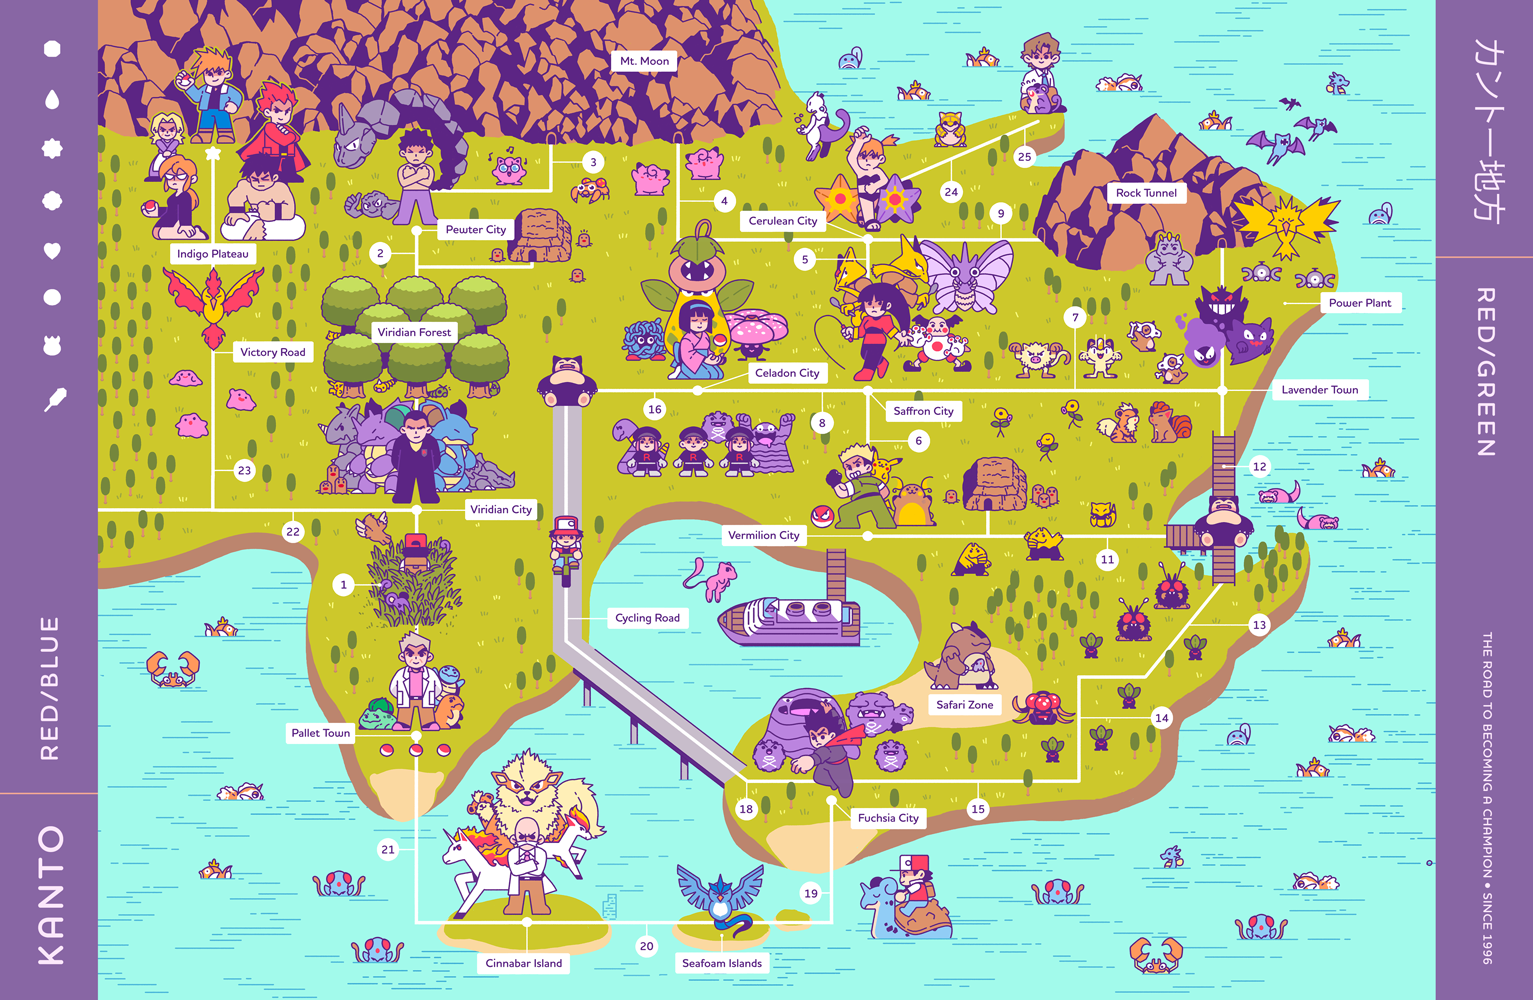 カントー地方
RED/GREEN
THE ROAD TO BECOMING A CHAMPION • SINCE 1996
RED/BLUE
KANTO
Mt. Moon
3
25
24
Rock Tunnel
4
9
Cerulean City
Pewter City
Indigo Plateau
2
5
Power Plant
7
Viridian Forest
Victory Road
Celadon City
Lavender Town
16
Saffron City
8
6
R
R
R
12
23
Viridian City
22
Vermilion City
11
1
Cycling Road
13
Safari Zone
14
Pallet Town
18
15
Fuchsia City
21
19
20
Cinnabar Island
Seafoam Islands